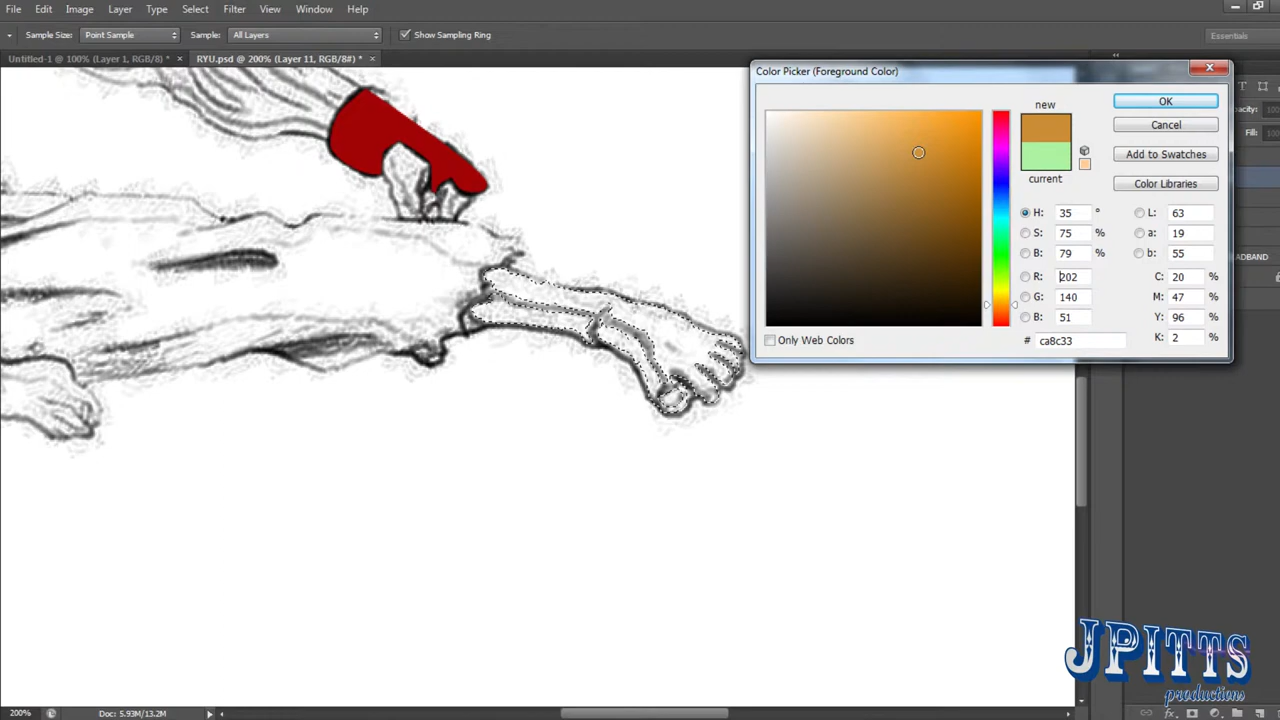 File Edit Image Layer Type Select Filter View Window Help
Sample Size: Point Sample Sample: All Layers Show Sampling Ring
Essentials
Untitled-1 @ 100% (Layer 1, RGB/8) * × RYU.psd @ 200% (Layer 11, RGB/8#) * ×
Color Picker (Foreground Color)
new
current
OK
Cancel
Add to Swatches
Color Libraries
H: 35 °
S: 75 %
B: 79 %
R: 202
G: 140
B: 51
L: 63
a: 19
b: 55
C: 20 %
M: 47 %
Y: 96 %
K: 2 %
# ca8c33
Only Web Colors
Opacity:
Fill:
HEADBAND
JPITTS
productions
200% Doc: 5.93M/13.2M